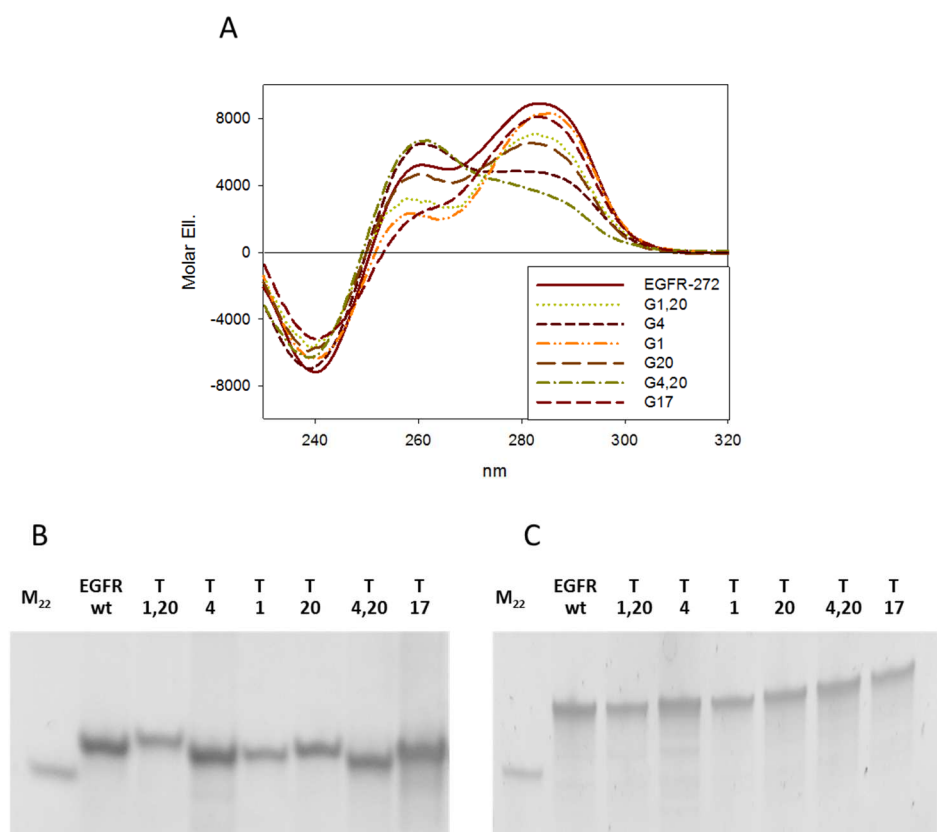 A
Molar Ell.
8000
4000
0
-4000
-8000
240 260 280 300 320
nm
EGFR-272
G1,20
G4
G1
G20
G4,20
G17
B
M22 EGFR wt T 1,20 T 4 T 1 T 20 T 4,20 T 17
C
M22 EGFR wt T 1,20 T 4 T 1 T 20 T 4,20 T 17